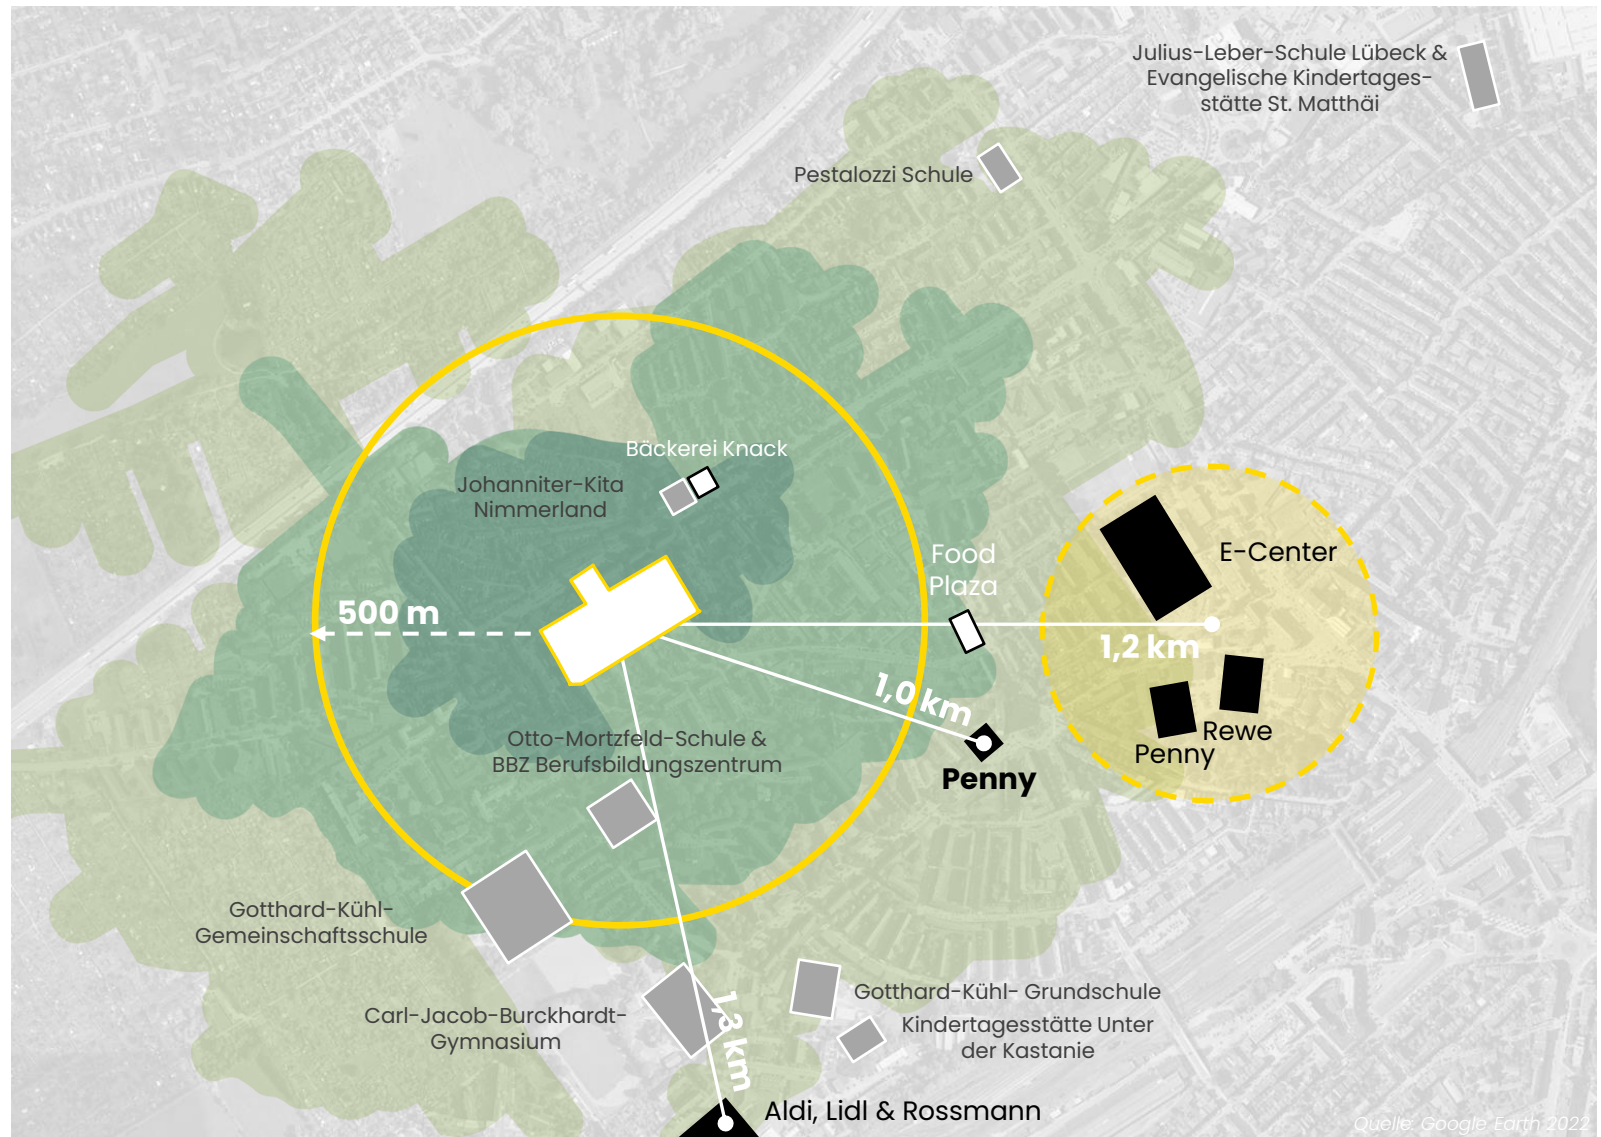 Julius-Leber-Schule Lübeck &
Evangelische Kindertages-
stätte St. Matthäi
Pestalozzi Schule
Bäckerei Knack
Johanniter-Kita
Nimmerland
Food
Plaza
E-Center
500 m
1,2 km
1,0 km
Rewe
Penny
Penny
Otto-Mortzfeld-Schule &
BBZ Berufsbildungszentrum
Gotthard-Kühl-
Gemeinschaftsschule
Carl-Jacob-Burckhardt-
Gymnasium
1,3 km
Gotthard-Kühl- Grundschule
Kindertagesstätte Unter
der Kastanie
Aldi, Lidl & Rossmann
Quelle: Google Earth 2022